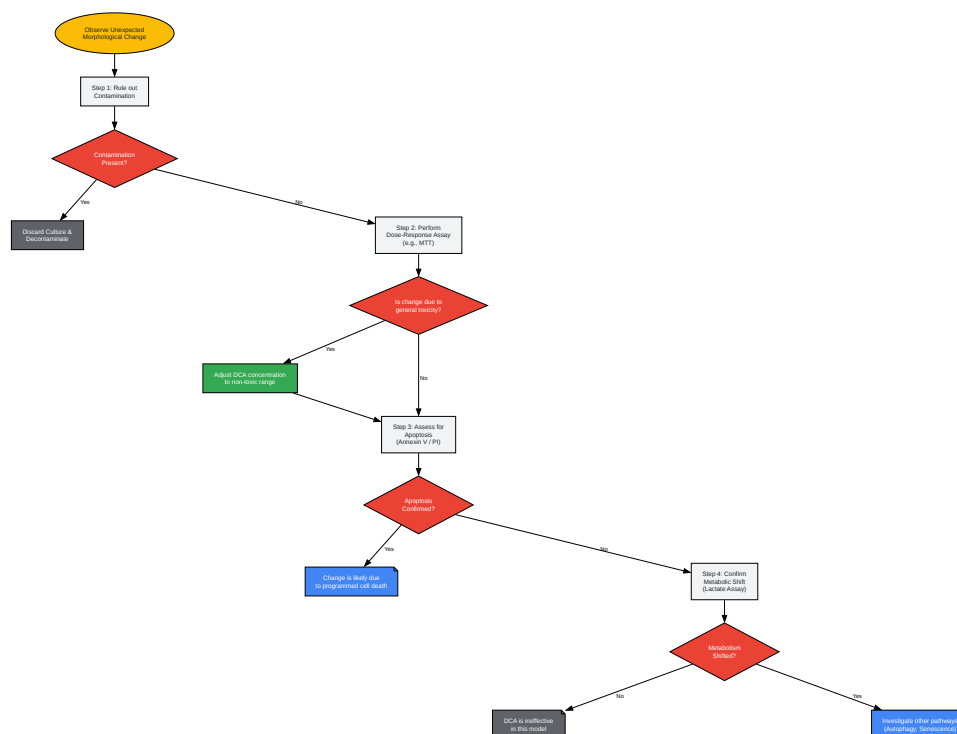 Observe Unexpected
Morphological Change
Step 1: Rule out
Contamination
Contamination
Present?
Yes
No
Discard Culture &
Decontaminate
Step 2: Perform
Dose-Response Assay
(e.g., MTT)
Is change due to
general toxicity?
Yes
No
Adjust DCA concentration
to non-toxic range
Step 3: Assess for
Apoptosis
(Annexin V / PI)
Apoptosis
Confirmed?
Yes
No
Change is likely due
to programmed cell death
Step 4: Confirm
Metabolic Shift
(Lactate Assay)
Metabolism
Shifted?
No
Yes
DCA is ineffective
in this model
Investigate other pathways
(Autophagy, Senescence)